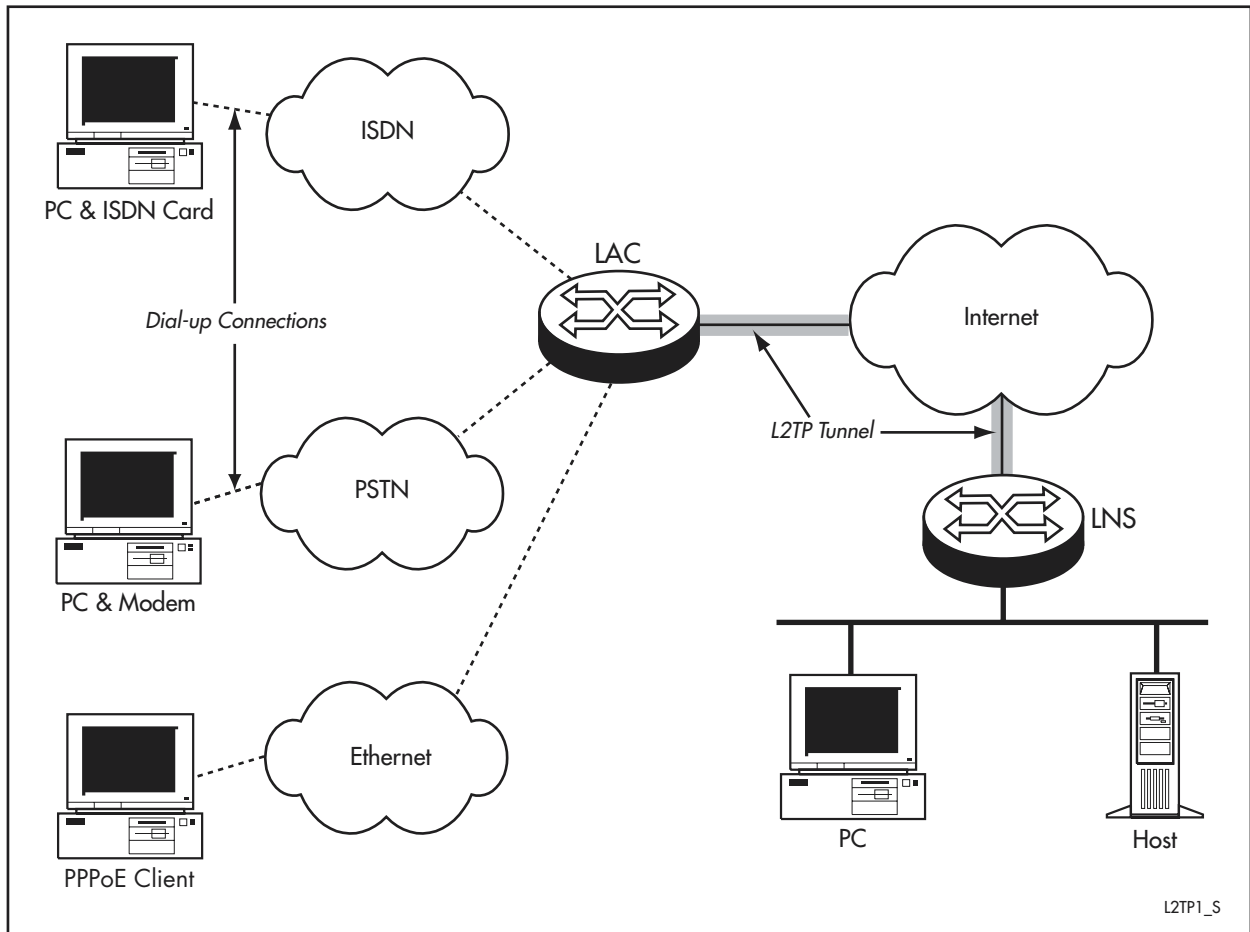 ISDN
PC & ISDN Card
LAC
Internet
Dial-up Connections
L2TP Tunnel
PSTN
LNS
PC & Modem
Ethernet
PC
Host
PPPoE Client
L2TP1_S